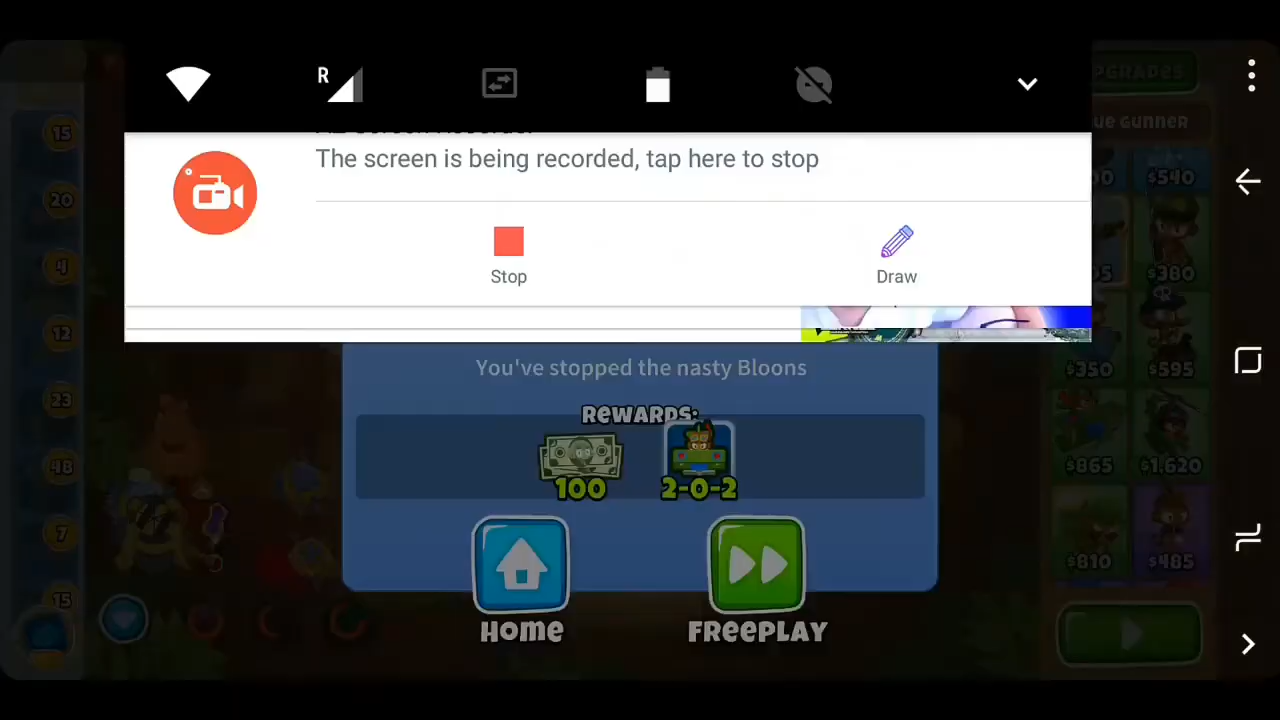 R
The screen is being recorded, tap here to stop
Stop
Draw
You've stopped the nasty Bloons
REWARDS:
100
2-0-2
HOME
FREEPLAY
15
20
4
12
23
48
7
15
UE GUNNER
$540
$380
$350
$595
$865
$1,620
$810
$485